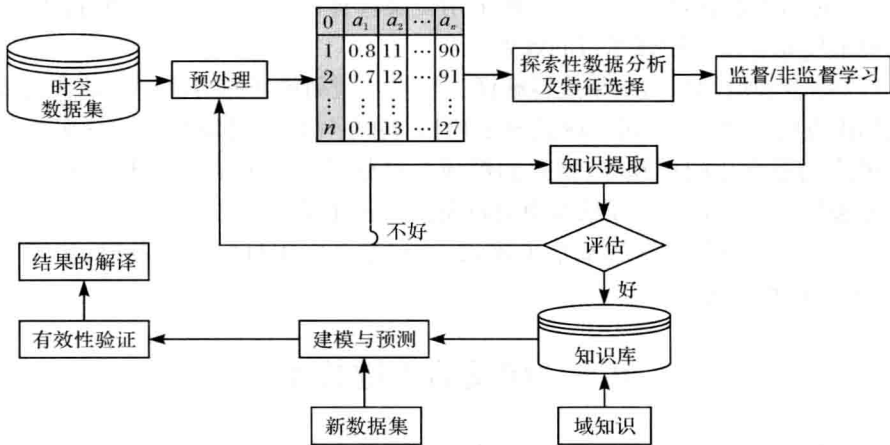 时空
数据集
预处理
0 a₁ a₂ … aₙ
1 0.8 11 … 90
2 0.7 12 … 91
⋮ ⋮ ⋮ ⋮
n 0.1 13 … 27
探索性数据分析
及特征选择
监督/非监督学习
知识提取
不好
评估
好
结果的解译
有效性验证
建模与预测
知识库
新数据集
域知识